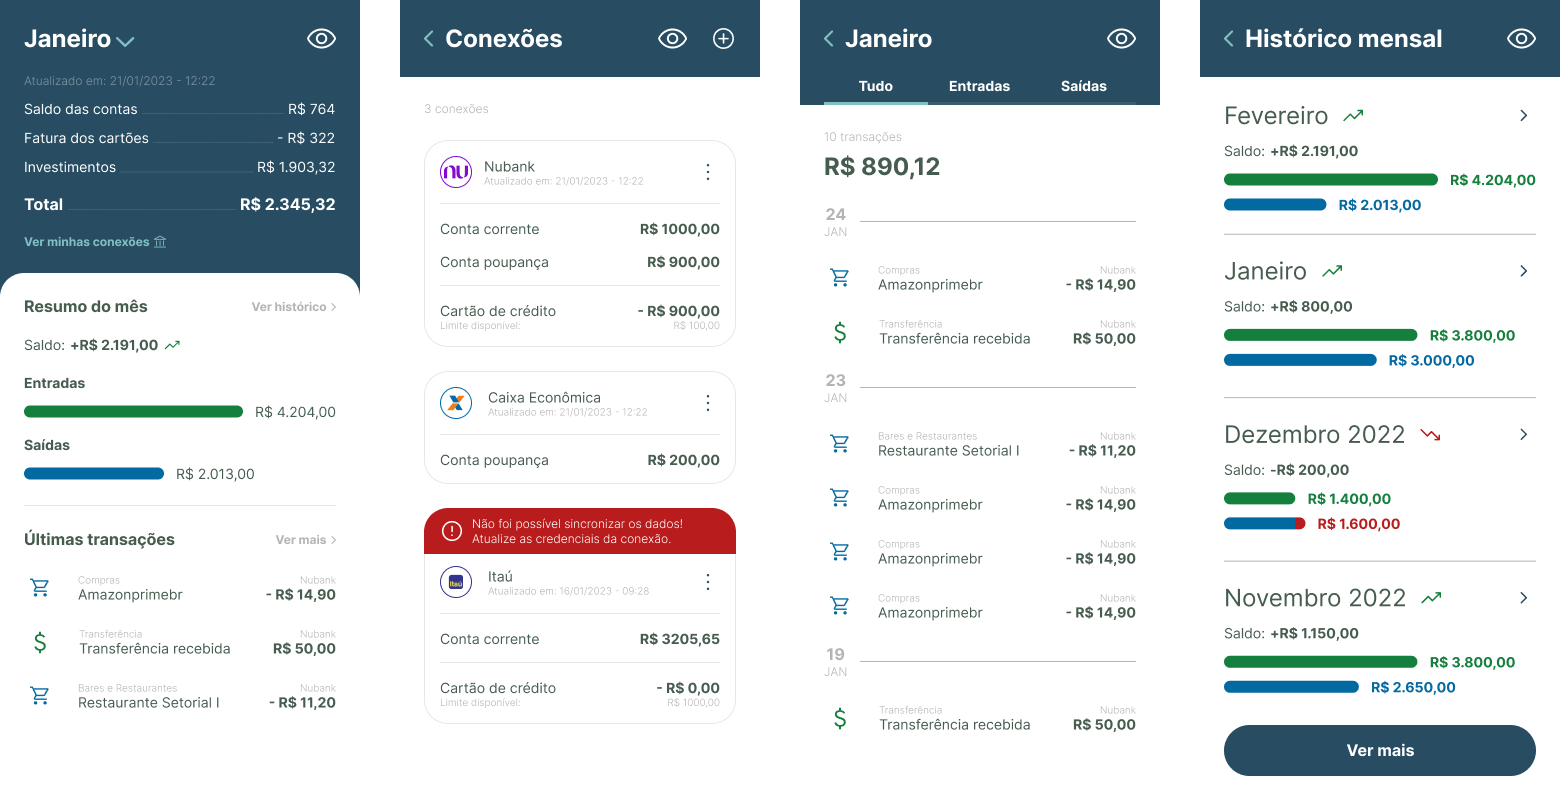 Janeiro
Atualizado em: 21/01/2023 - 12:22
Saldo das contas R$ 764
Fatura dos cartões - R$ 322
Investimentos R$ 1.903,32
Total R$ 2.345,32
Ver minhas conexões
Resumo do mês Ver histórico
Saldo: +R$ 2.191,00
Entradas
R$ 4.204,00
Saídas
R$ 2.013,00
Últimas transações Ver mais
Compras Nubank
Amazonprimebr - R$ 14,90
Transferência Nubank
Transferência recebida R$ 50,00
Bares e Restaurantes Nubank
Restaurante Setorial I - R$ 11,20
Conexões
3 conexões
nu
Nubank
Atualizado em: 21/01/2023 - 12:22
Conta corrente R$ 1000,00
Conta poupança R$ 900,00
Cartão de crédito - R$ 900,00
Limite disponível: R$ 100,00
Caixa Econômica
Atualizado em: 21/01/2023 - 12:22
Conta poupança R$ 200,00
Não foi possível sincronizar os dados!
Atualize as credenciais da conexão.
Itaú
Itaú
Atualizado em: 16/01/2023 - 09:28
Conta corrente R$ 3205,65
Cartão de crédito - R$ 0,00
Limite disponível: R$ 1000,00
Janeiro
Tudo Entradas Saídas
10 transações
R$ 890,12
24
JAN
Compras Nubank
Amazonprimebr - R$ 14,90
Transferência Nubank
Transferência recebida R$ 50,00
23
JAN
Bares e Restaurantes Nubank
Restaurante Setorial I - R$ 11,20
Compras Nubank
Amazonprimebr - R$ 14,90
Compras Nubank
Amazonprimebr - R$ 14,90
Compras Nubank
Amazonprimebr - R$ 14,90
19
JAN
Transferência Nubank
Transferência recebida R$ 50,00
Histórico mensal
Fevereiro
Saldo: +R$ 2.191,00
R$ 4.204,00
R$ 2.013,00
Janeiro
Saldo: +R$ 800,00
R$ 3.800,00
R$ 3.000,00
Dezembro 2022
Saldo: -R$ 200,00
R$ 1.400,00
R$ 1.600,00
Novembro 2022
Saldo: +R$ 1.150,00
R$ 3.800,00
R$ 2.650,00
Ver mais